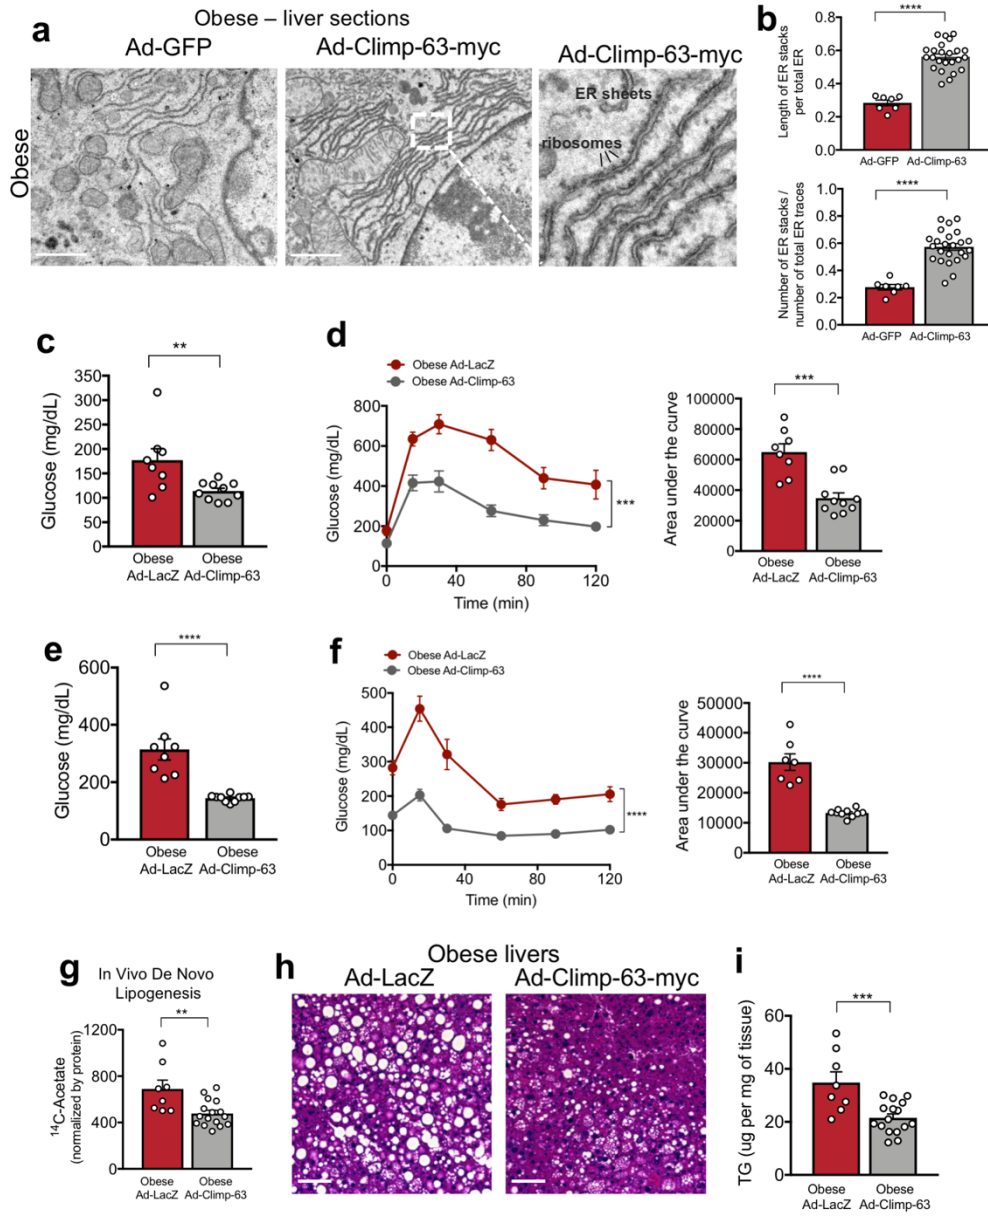 a
Obese – liver sections
Ad-GFP
Ad-Climp-63-myc
Ad-Climp-63-myc
Obese
ER sheets
ribosomes
b
Length of ER stacks
per total ER
0.8
0.6
0.4
0.2
0.0
****
Ad-GFP
Ad-Climp-63
Number of ER stacks /
number of total ER traces
0.8
0.6
0.4
0.2
0.0
****
Ad-GFP
Ad-Climp-63
c
Glucose (mg/dL)
350
300
250
200
150
100
50
0
**
Obese
Ad-LacZ
Obese
Ad-Climp-63
d
Obese Ad-LacZ
Obese Ad-Climp-63
Glucose (mg/dL)
800
600
400
200
0
0
40
80
120
Time (min)
***
Area under the curve
100000
80000
60000
40000
20000
0
***
Obese
Ad-LacZ
Obese
Ad-Climp-63
e
Glucose (mg/dL)
600
400
200
0
****
Obese
Ad-LacZ
Obese
Ad-Climp-63
f
Obese Ad-LacZ
Obese Ad-Climp-63
Glucose (mg/dL)
500
400
300
200
100
0
0
40
80
120
Time (min)
****
Area under the curve
50000
40000
30000
20000
10000
0
****
Obese
Ad-LacZ
Obese
Ad-Climp-63
g
In Vivo De Novo
Lipogenesis
¹⁴C-Acetate
(normalized by protein)
1200
800
400
0
**
Obese
Ad-LacZ
Obese
Ad-Climp-63
h
Obese livers
Ad-LacZ
Ad-Climp-63-myc
i
TG (ug per mg of tissue)
60
40
20
0
***
Obese
Ad-LacZ
Obese
Ad-Climp-63